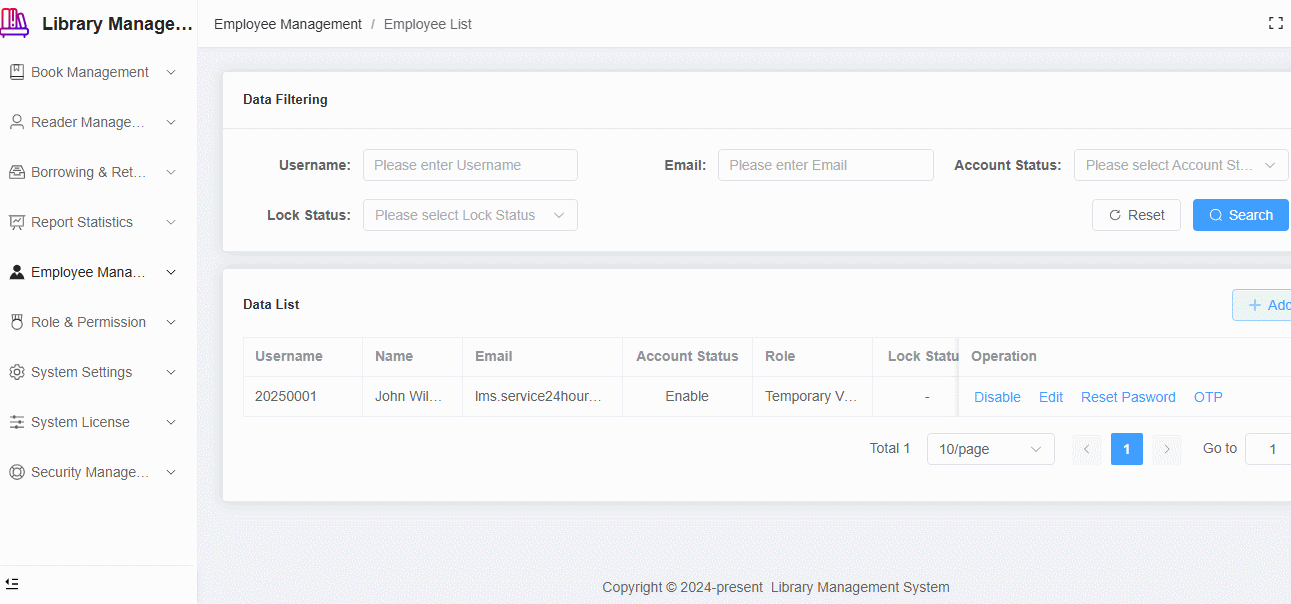 Library Manage...
Employee Management / Employee List
Book Management
Reader Manage...
Borrowing & Ret...
Report Statistics
Employee Mana...
Role & Permission
System Settings
System License
Security Manage...
Data Filtering
Username: Please enter Username Email: Please enter Email Account Status: Please select Account St...
Lock Status: Please select Lock Status Reset Search
Data List
Add
Username Name Email Account Status Role Lock Statu Operation
20250001 John Wil... lms.service24hour... Enable Temporary V... - Disable Edit Reset Pasword OTP
Total 1 10/page < 1 > Go to 1
Copyright © 2024-present Library Management System